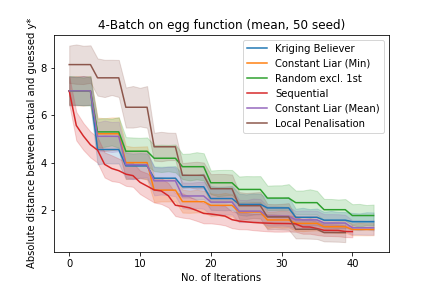 4-Batch on egg function (mean, 50 seed)
Absolute distance between actual and guessed y*
8
6
4
2
Kriging Believer
Constant Liar (Min)
Random excl. 1st
Sequential
Constant Liar (Mean)
Local Penalisation
0 10 20 30 40
No. of Iterations